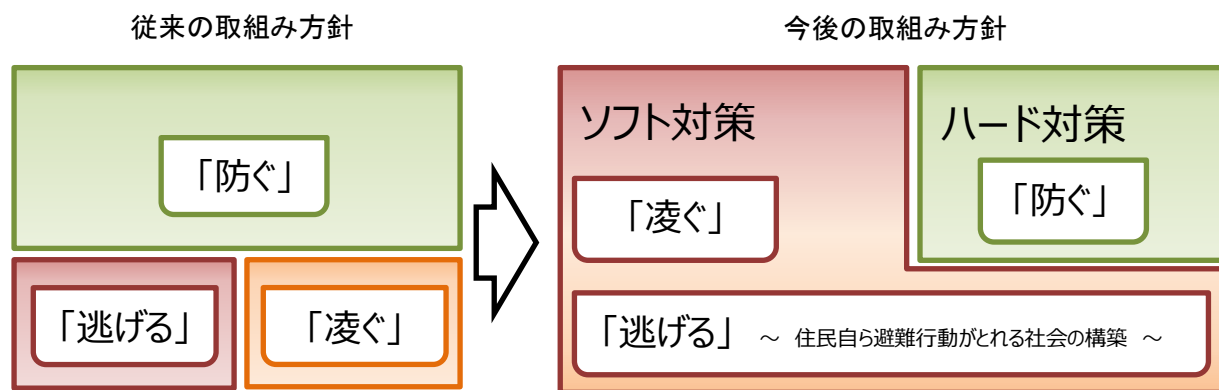 従来の取組み方針
「防ぐ」
「逃げる」
「凌ぐ」
今後の取組み方針
ソフト対策
ハード対策
「凌ぐ」
「防ぐ」
「逃げる」 ～ 住民自ら避難行動がとれる社会の構築 ～